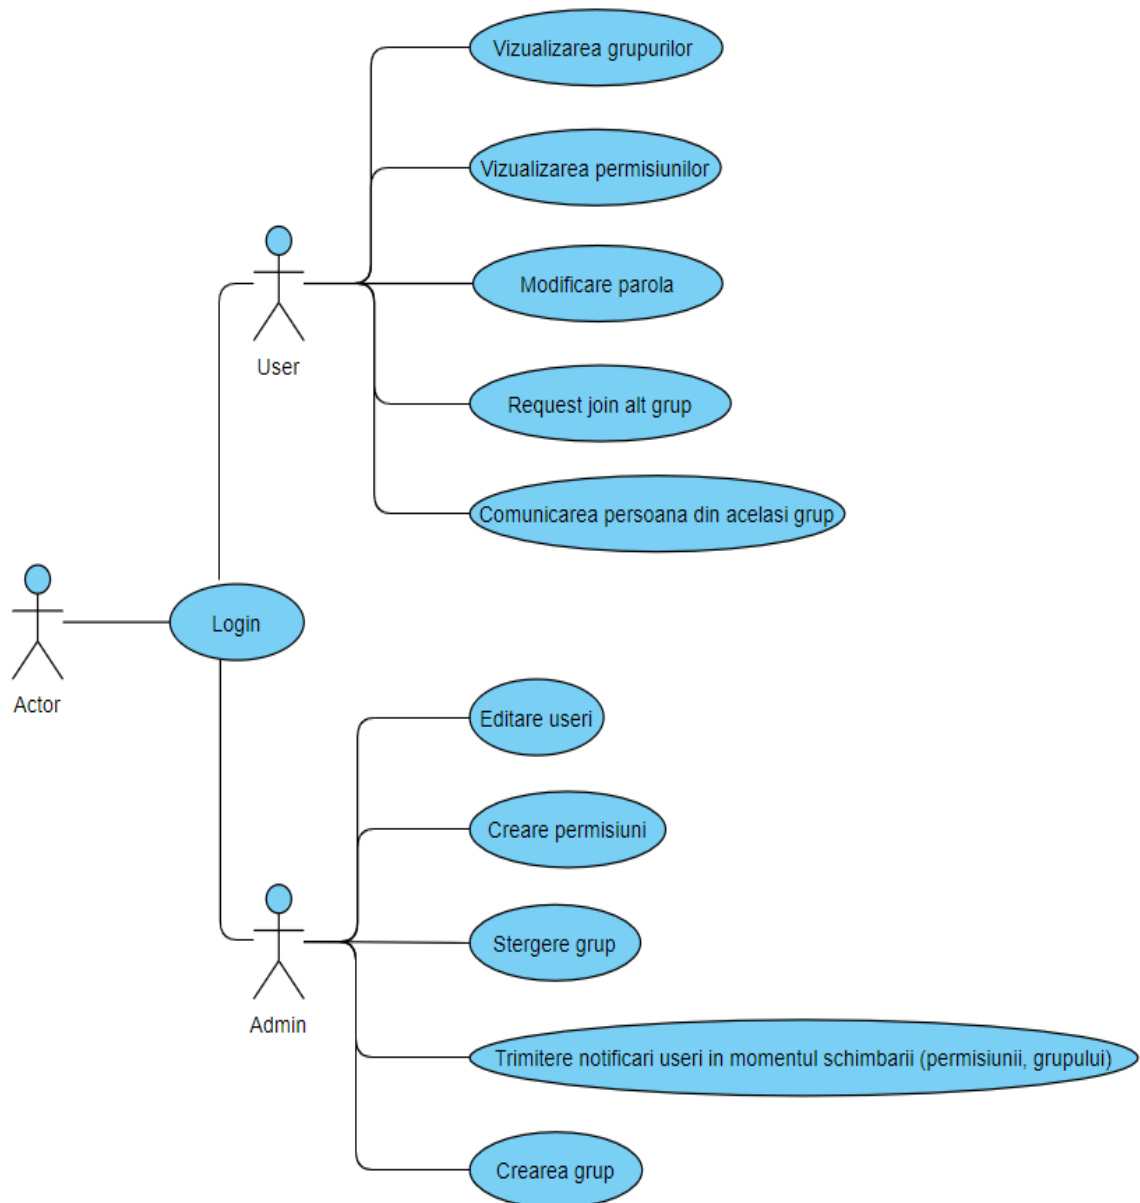 Vizualizarea grupurilor
Vizualizarea permisiunilor
Modificare parola
User
Request join alt grup
Comunicarea persoana din acelasi grup
Login
Actor
Editare useri
Creare permisiuni
Stergere grup
Admin
Trimitere notificari useri in momentul schimbarii (permisiunii, grupului)
Crearea grup